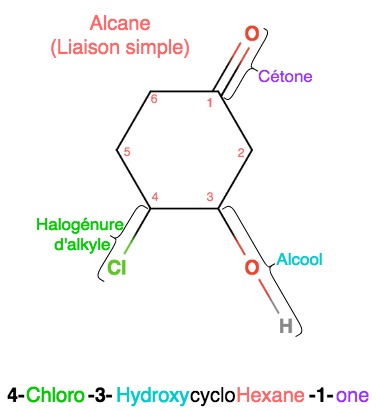 Alcane
(Liaison simple)
O
Cétone
6
1
5
2
4
3
Halogénure
d'alkyle
Cl
O
Alcool
H
4-Chloro-3-HydroxycycloHexane-1-one